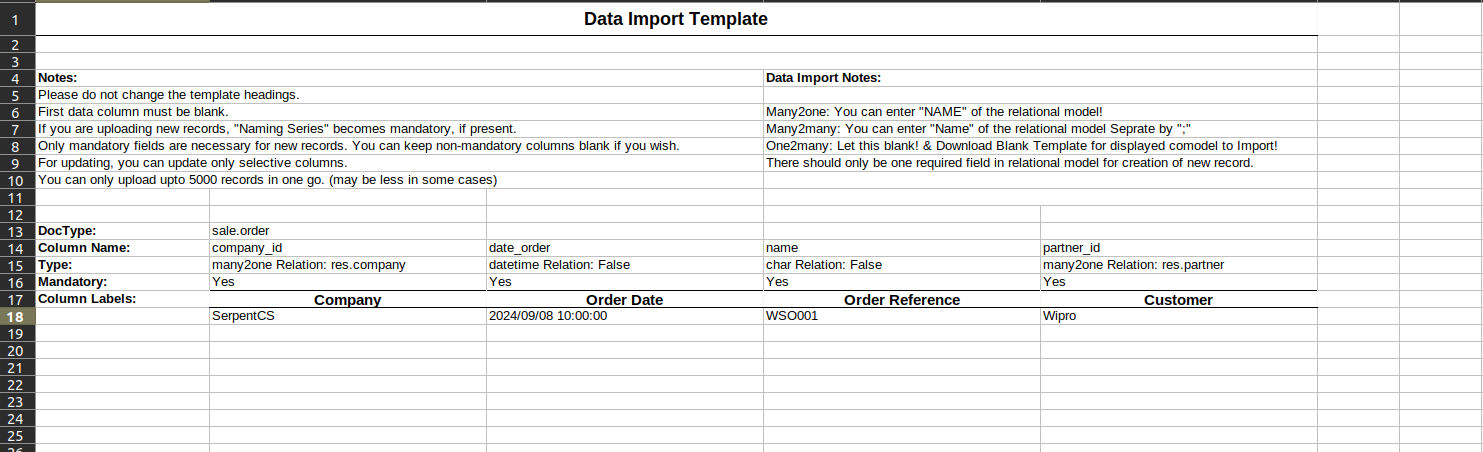 1 Data Import Template
2
3
4 Notes: Data Import Notes:
5 Please do not change the template headings.
6 First data column must be blank. Many2one: You can enter "NAME" of the relational model!
7 If you are uploading new records, "Naming Series" becomes mandatory, if present. Many2many: You can enter "Name" of the relational model Seprate by ";"
8 Only mandatory fields are necessary for new records. You can keep non-mandatory columns blank if you wish. One2many: Let this blank! & Download Blank Template for displayed comodel to Import!
9 For updating, you can update only selective columns. There should only be one required field in relational model for creation of new record.
10 You can only upload upto 5000 records in one go. (may be less in some cases)
11
12
13 DocType: sale.order
14 Column Name: company_id date_order name partner_id
15 Type: many2one Relation: res.company datetime Relation: False char Relation: False many2one Relation: res.partner
16 Mandatory: Yes Yes Yes Yes
17 Column Labels: Company Order Date Order Reference Customer
18 SerpentCS 2024/09/08 10:00:00 WSO001 Wipro
19
20
21
22
23
24
25
26